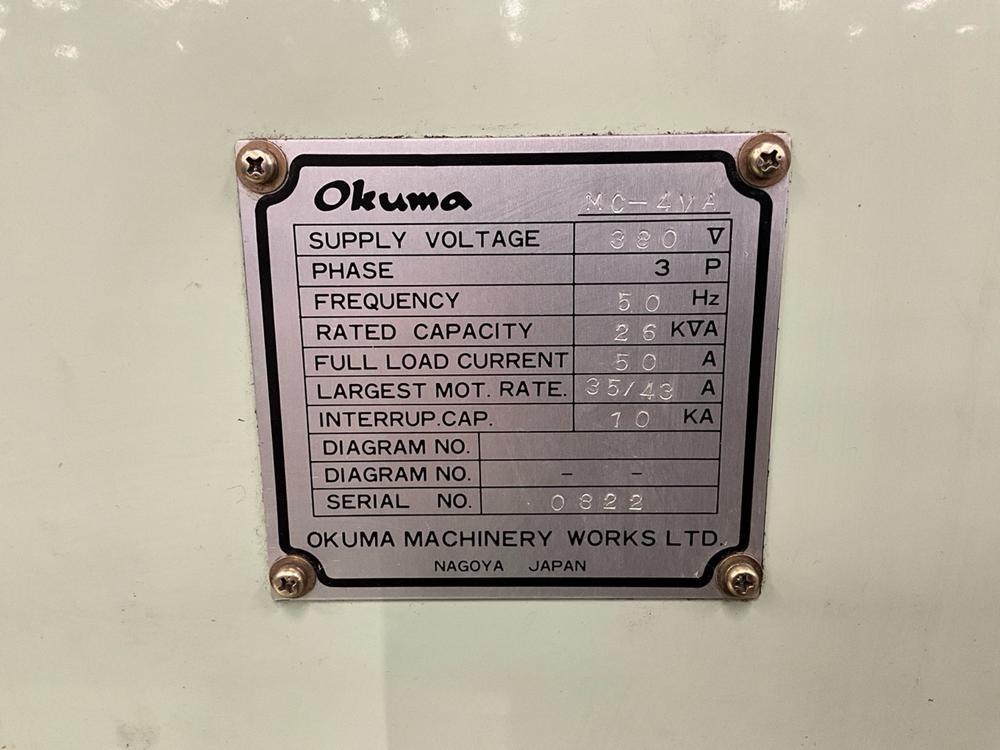 Okuma MC-4VA
SUPPLY VOLTAGE 380 V
PHASE 3 P
FREQUENCY 50 Hz
RATED CAPACITY 26 KVA
FULL LOAD CURRENT 50 A
LARGEST MOT. RATE. 35/43 A
INTERRUP.CAP. 10 KA
DIAGRAM NO.
DIAGRAM NO. - -
SERIAL NO. 0822
OKUMA MACHINERY WORKS LTD.
NAGOYA JAPAN